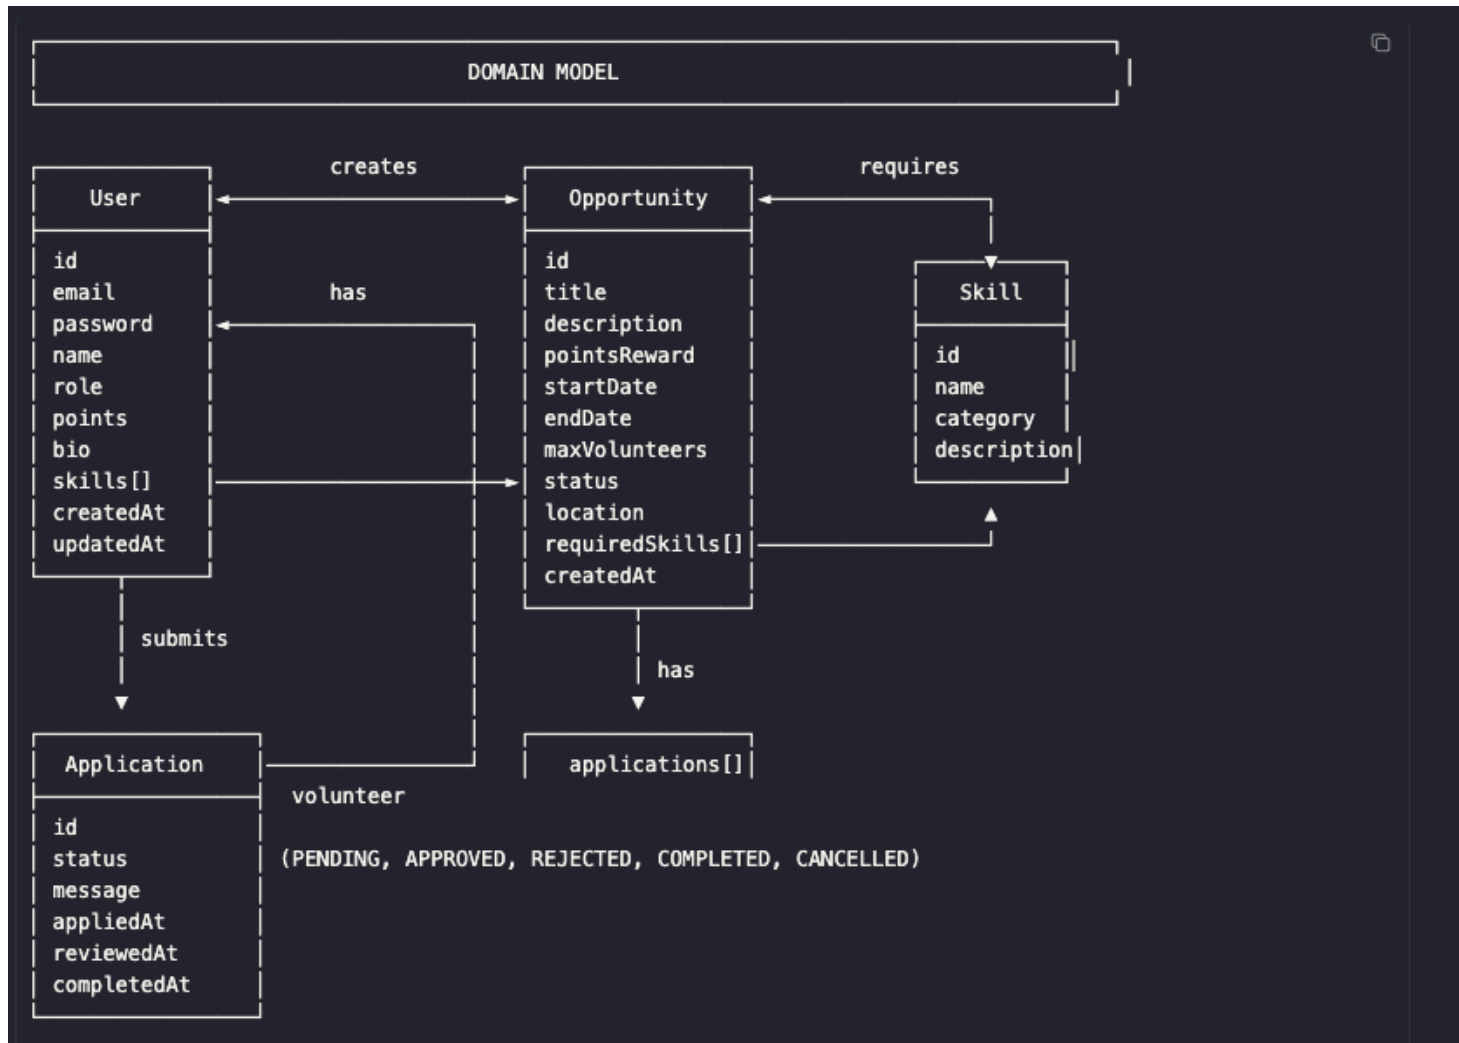 DOMAIN MODEL
creates
requires
User
Opportunity
id
email
password
name
role
points
bio
skills[]
createdAt
updatedAt
has
id
title
description
pointsReward
startDate
endDate
maxVolunteers
status
location
requiredSkills[]
createdAt
Skill
id
name
category
description
submits
has
Application
applications[]
volunteer
id
status (PENDING, APPROVED, REJECTED, COMPLETED, CANCELLED)
message
appliedAt
reviewedAt
completedAt